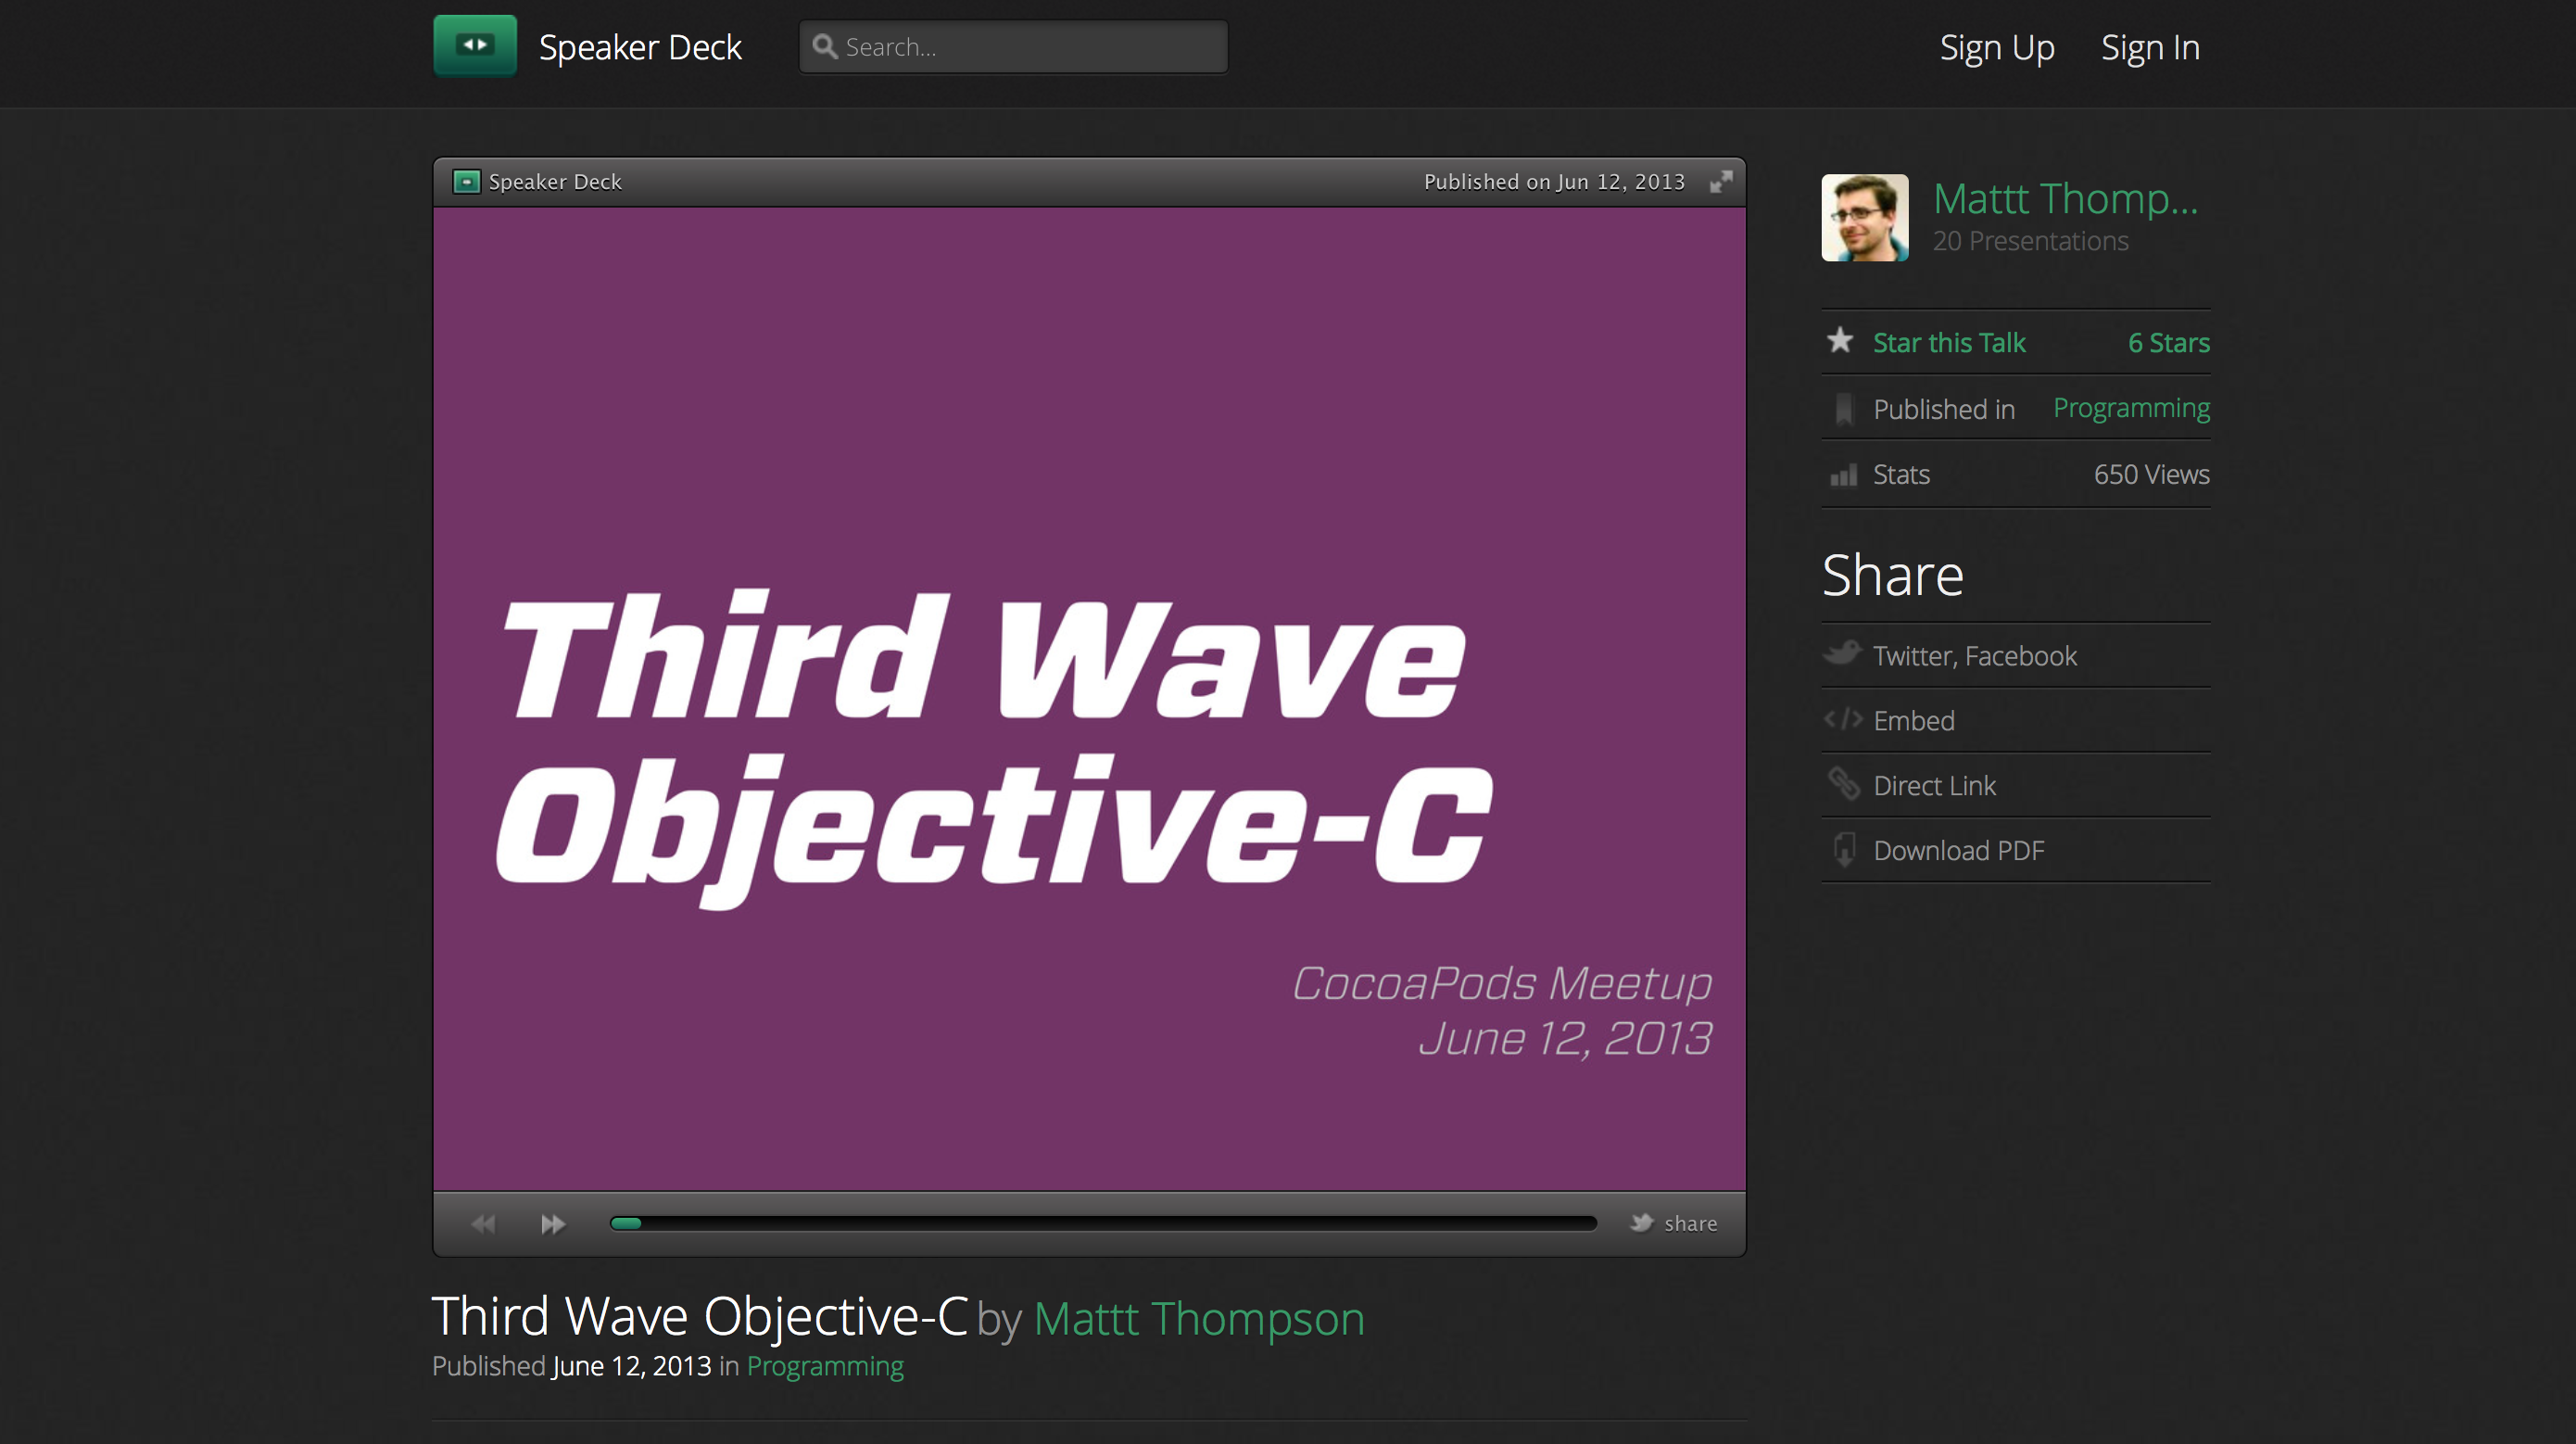 Speaker Deck
Search...
Sign Up
Sign In
Speaker Deck
Published on Jun 12, 2013
Third Wave
Objective-C
CocoaPods Meetup
June 12, 2013
share
Third Wave Objective-C by Mattt Thompson
Published June 12, 2013 in Programming
Mattt Thomp...
20 Presentations
Star this Talk 6 Stars
Published in Programming
Stats 650 Views
Share
Twitter, Facebook
Embed
Direct Link
Download PDF